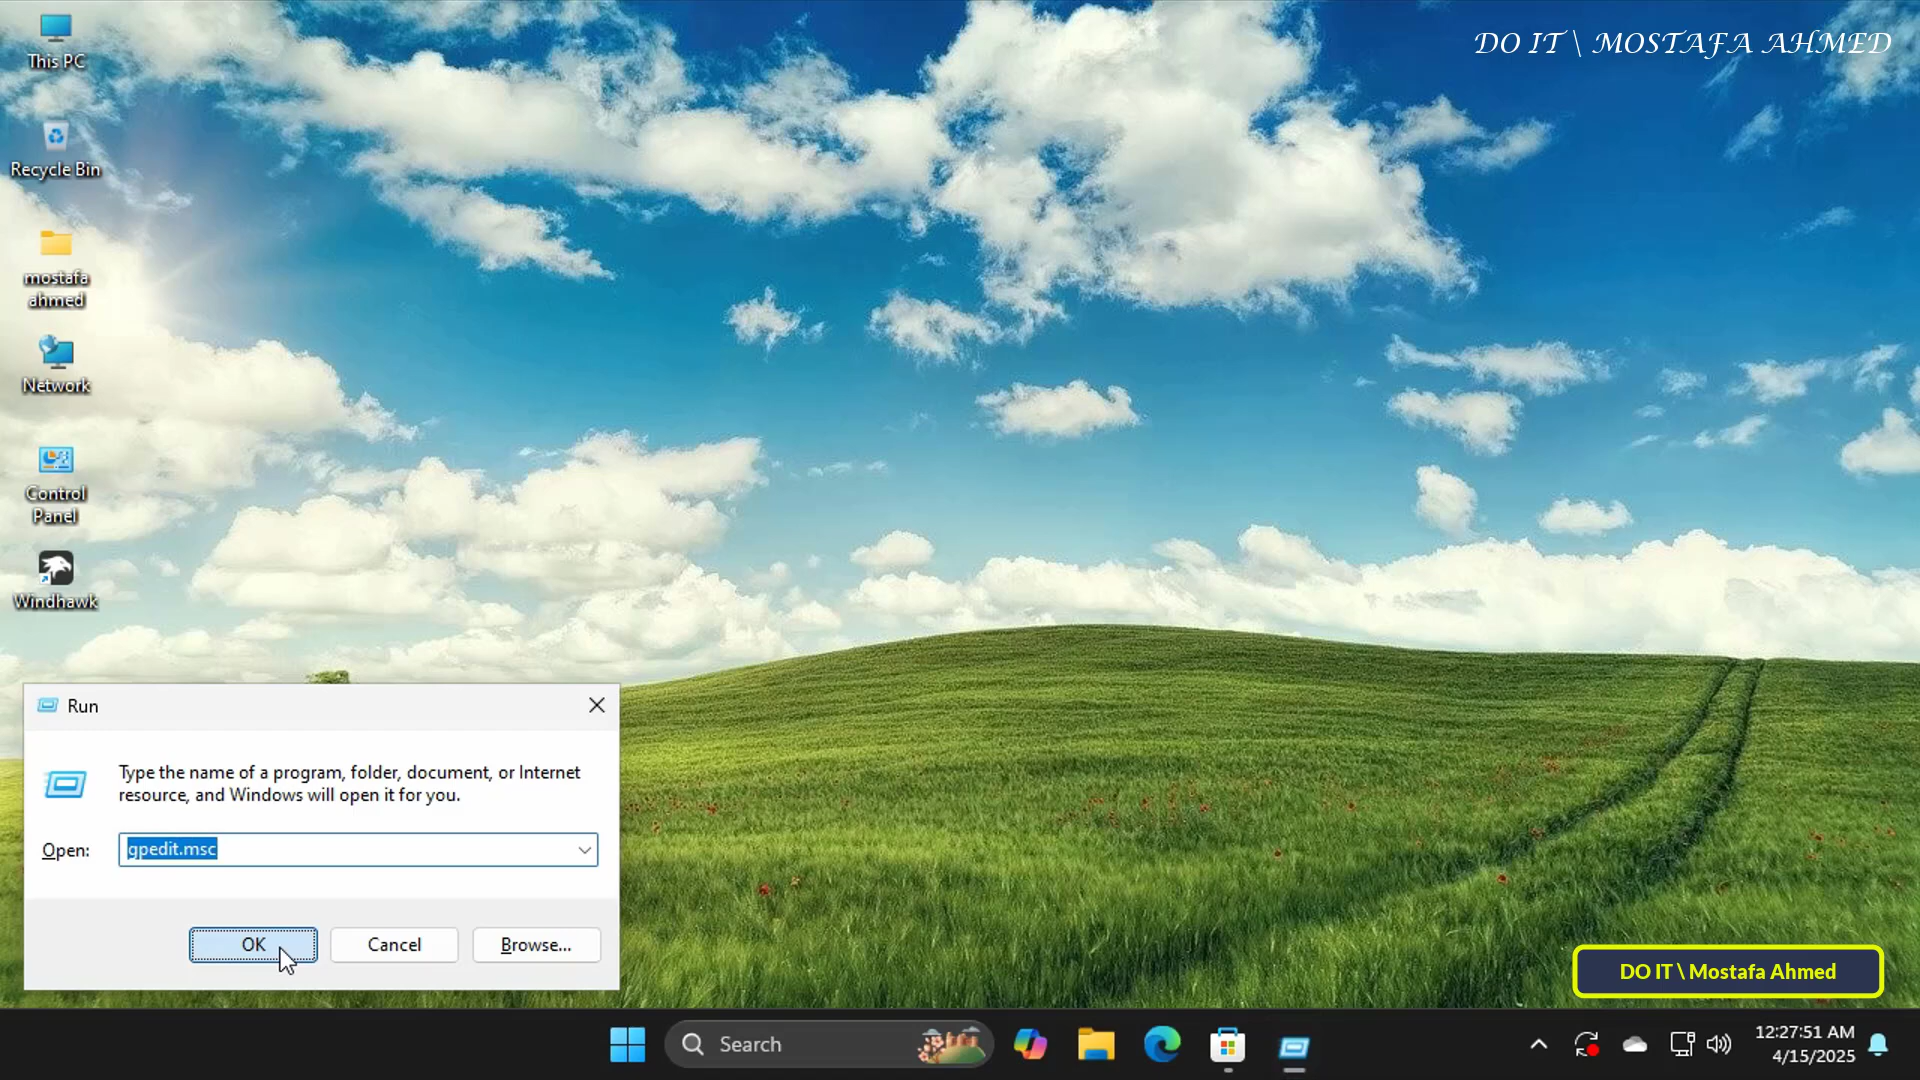 DO IT \ MOSTAFA AHMED
This PC
Recycle Bin
mostafa
ahmed
Network
Control
Panel
Windhawk
Run
Type the name of a program, folder, document, or Internet
resource, and Windows will open it for you.
Open:
gpedit.msc
OK
Cancel
Browse...
DO IT \ Mostafa Ahmed
Search
12:27:51 AM
4/15/2025